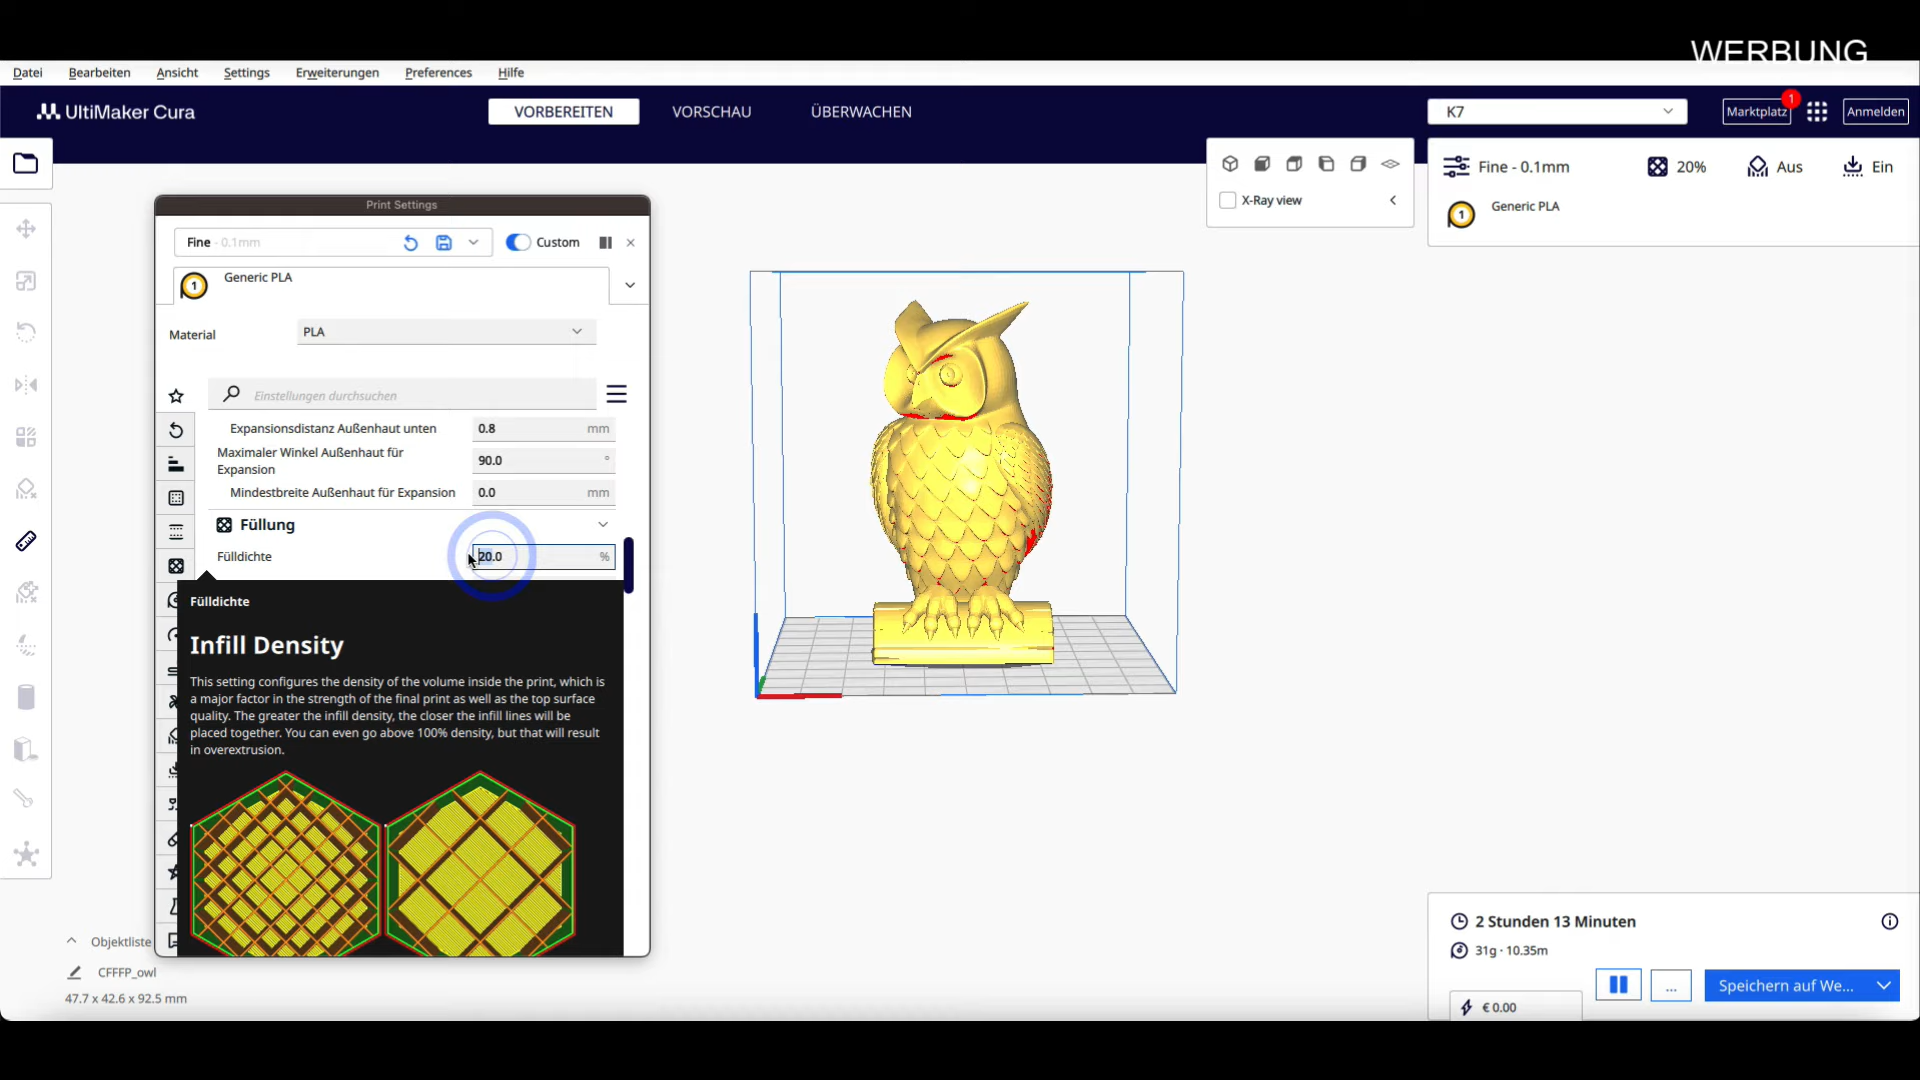 WERBUNG
Datei Bearbeiten Ansicht Settings Erweiterungen Preferences Hilfe
UltiMaker Cura
VORBEREITEN VORSCHAU ÜBERWACHEN
K7
Marktplatz 1
Anmelden
X-Ray view
Fine - 0.1mm 20% Aus Ein
1 Generic PLA
Print Settings
Fine - 0.1mm Custom
1 Generic PLA
Material PLA
Einstellungen durchsuchen
Expansionsdistanz Außenhaut unten 0.8 mm
Maximaler Winkel Außenhaut für
Expansion 90.0 °
Mindestbreite Außenhaut für Expansion 0.0 mm
Füllung
Fülldichte 20.0 %
Fülldichte
Infill Density
This setting configures the density of the volume inside the print, which is
a major factor in the strength of the final print as well as the top surface
quality. The greater the infill density, the closer the infill lines will be
placed together. You can even go above 100% density, but that will result
in overextrusion.
Objektliste
CFFFP_owl
47.7 x 42.6 x 92.5 mm
2 Stunden 13 Minuten
31g · 10.35m
... Speichern auf We...
€ 0.00